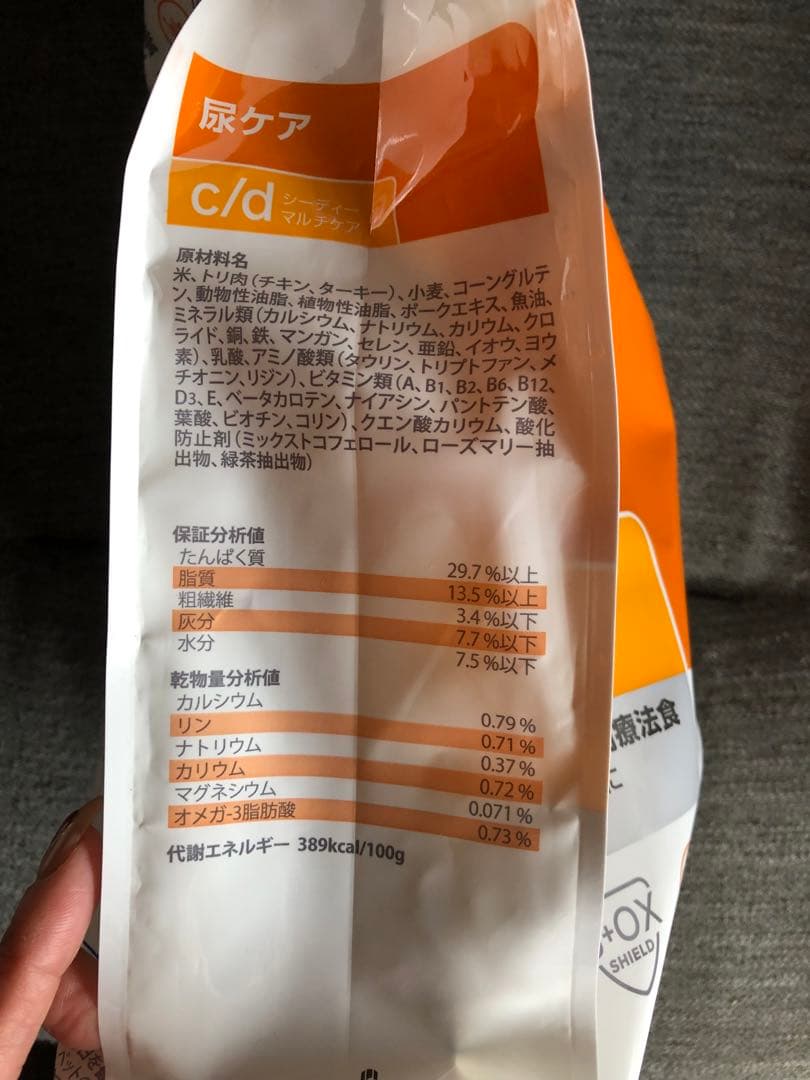 尿ケア
c/d シーディー
マルチケア
原材料名
米、トリ肉（チキン、ターキー）、小麦、コーングルテ
ン、動物性油脂、植物性油脂、ポークエキス、魚油、
ミネラル類（カルシウム、ナトリウム、カリウム、クロ
ライド、銅、鉄、マンガン、セレン、亜鉛、イオウ、ヨウ
素）、乳酸、アミノ酸類（タウリン、トリプトファン、メ
チオニン、リジン）、ビタミン類（A、B1、B2、B6、B12、
D3、E、ベータカロテン、ナイアシン、パントテン酸、
葉酸、ビオチン、コリン）、クエン酸カリウム、酸化
防止剤（ミックストコフェロール、ローズマリー抽
出物、緑茶抽出物）
保証分析値
たんぱく質 29.7％以上
脂質 13.5％以上
粗繊維 3.4％以下
灰分 7.7％以下
水分 7.5％以下
乾物量分析値
カルシウム 0.79％
リン 0.71％
ナトリウム 0.37％
カリウム 0.72％
マグネシウム 0.071％
オメガ-3脂肪酸 0.73％
代謝エネルギー 389kcal/100g
療法食
に
+OX
SHIELD